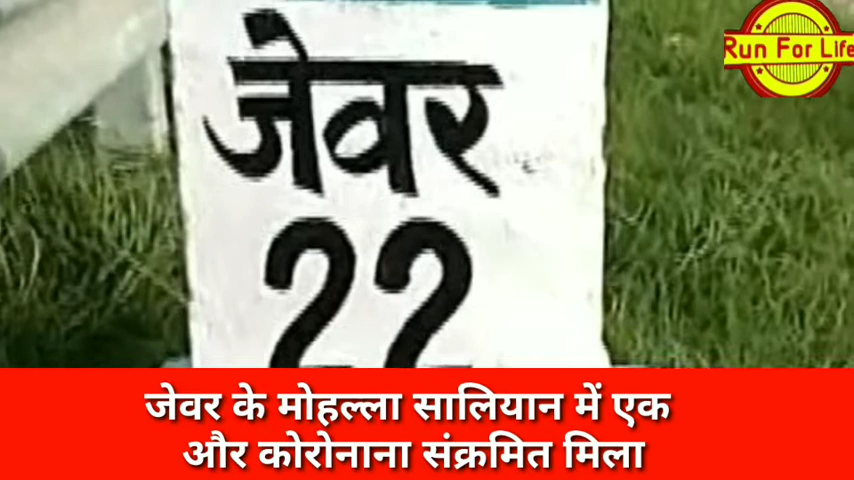 Run For Life
जेवर
22
जेवर के मोहल्ला सालियान में एक
और कोरोनाना संक्रमित मिला